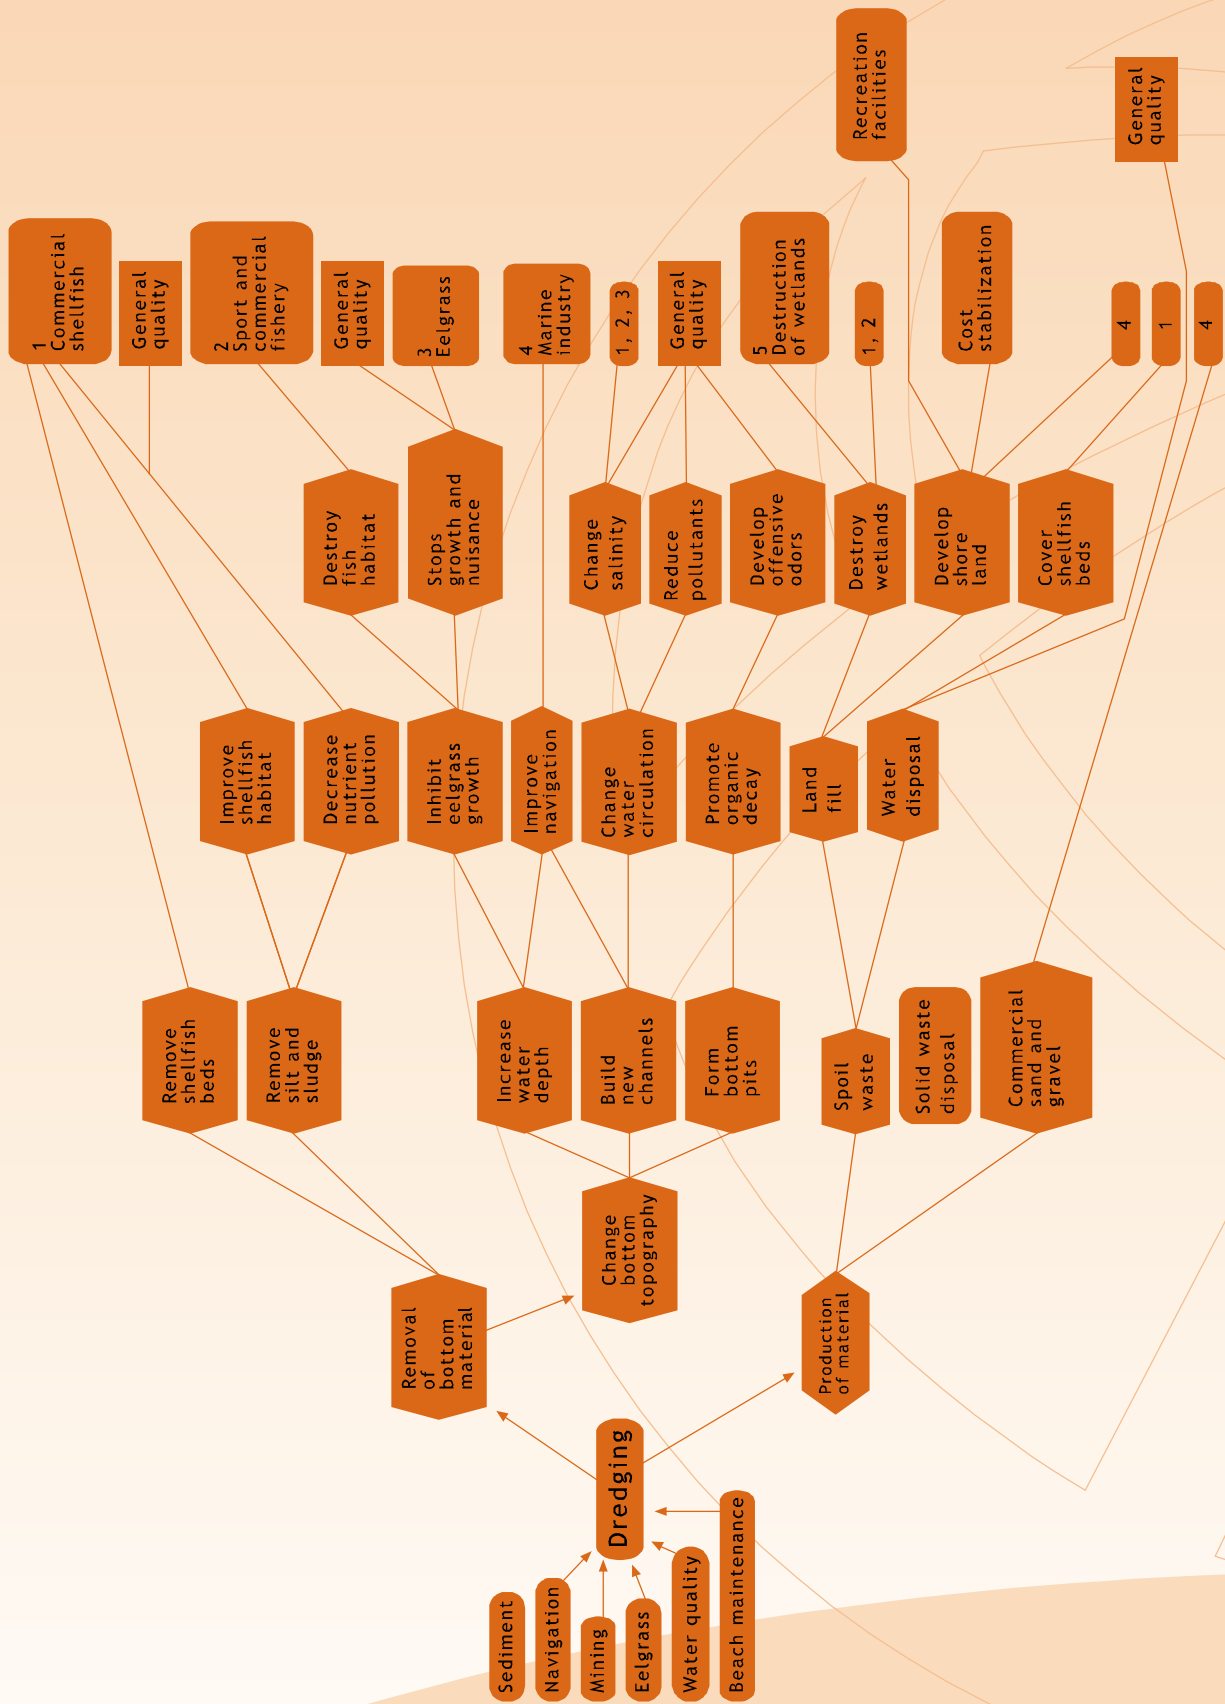 Sediment
Navigation
Mining
Eelgrass
Water quality
Beach maintenance
Dredging
Removal
of
bottom
material
Production
of material
Change
bottom
topography
Remove
shellfish
beds
Remove
silt and
sludge
Increase
water
depth
Build
new
channels
Form
bottom
pits
Spoil
waste
Solid waste
disposal
Commercial
sand and
gravel
Improve
shellfish
habitat
Decrease
nutrient
pollution
Inhibit
eelgrass
growth
Improve
navigation
Change
water
circulation
Promote
organic
decay
Land
fill
Water
disposal
Destroy
fish
habitat
Stops
growth and
nuisance
Change
salinity
Reduce
pollutants
Develop
offensive
odors
Destroy
wetlands
Develop
shore
land
Cover
shellfish
beds
1
Commercial
shellfish
General
quality
2
Sport and
commercial
fishery
General
quality
3
Eelgrass
4
Marine
industry
1, 2, 3
General
quality
5
Destruction
of wetlands
1, 2
Cost
stabilization
4
1
4
Recreation
facilities
General
quality